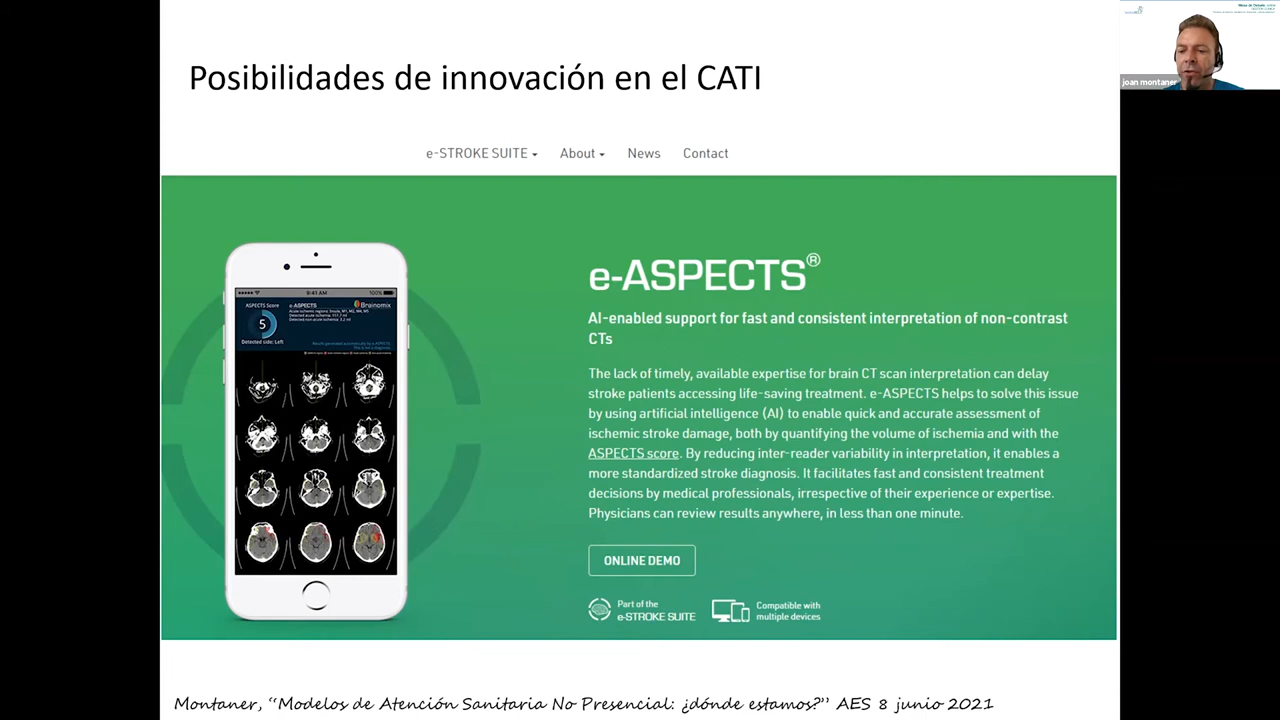 Posibilidades de innovación en el CATI
joan montaner
e-STROKE SUITE About News Contact
e-ASPECTS®
AI-enabled support for fast and consistent interpretation of non-contrast
CTs
The lack of timely, available expertise for brain CT scan interpretation can delay
stroke patients accessing life-saving treatment. e-ASPECTS helps to solve this issue
by using artificial intelligence (AI) to enable quick and accurate assessment of
ischemic stroke damage, both by quantifying the volume of ischemia and with the
ASPECTS score. By reducing inter-reader variability in interpretation, it enables a
more standardized stroke diagnosis. It facilitates fast and consistent treatment
decisions by medical professionals, irrespective of their experience or expertise.
Physicians can review results anywhere, in less than one minute.
ONLINE DEMO
Part of the
e-STROKE SUITE
Compatible with
multiple devices
9:41 AM 100%
ASPECTS Score
5
Detected side: Left
e-ASPECTS
Brainomix
Montaner, “Modelos de Atención Sanitaria No Presencial: ¿dónde estamos?” AES 8 junio 2021